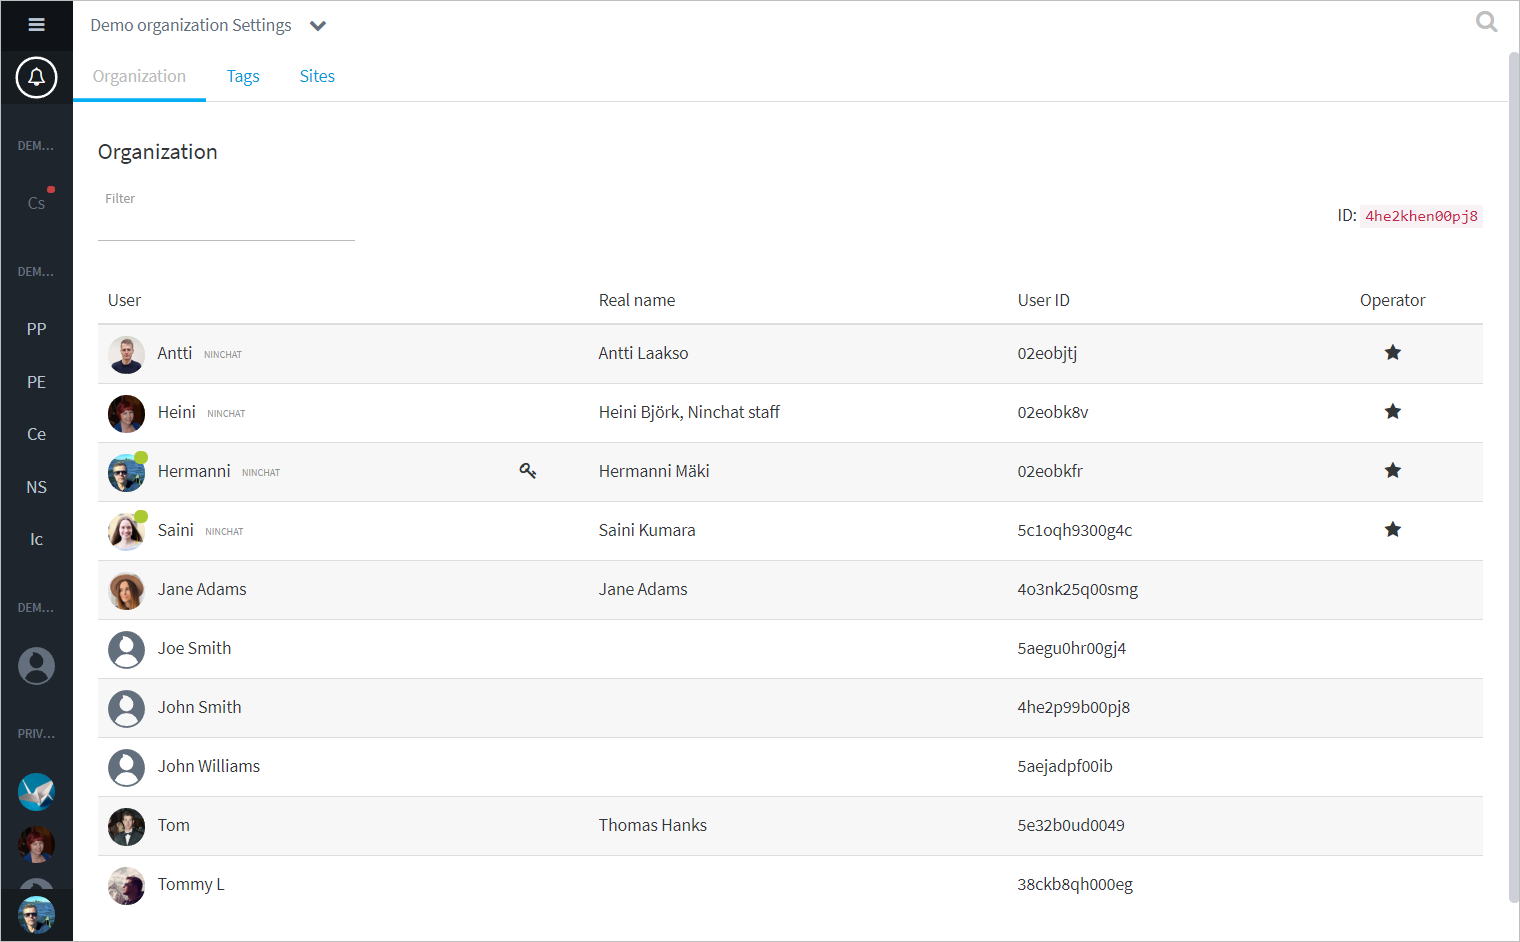 Demo organization Settings
Organization Tags Sites
DEM...
Cs
DEM...
PP
PE
Ce
NS
Ic
DEM...
PRIV...
Organization
Filter
ID: 4he2khen00pj8
User Real name User ID Operator
Antti NINCHAT Antti Laakso 02eobjtj
Heini NINCHAT Heini Björk, Ninchat staff 02eobk8v
Hermanni NINCHAT Hermanni Mäki 02eobkfr
Saini NINCHAT Saini Kumara 5c1oqh9300g4c
Jane Adams Jane Adams 4o3nk25q00smg
Joe Smith 5aegu0hr00gj4
John Smith 4he2p99b00pj8
John Williams 5aejadpf00ib
Tom Thomas Hanks 5e32b0ud0049
Tommy L 38ckb8qh000eg